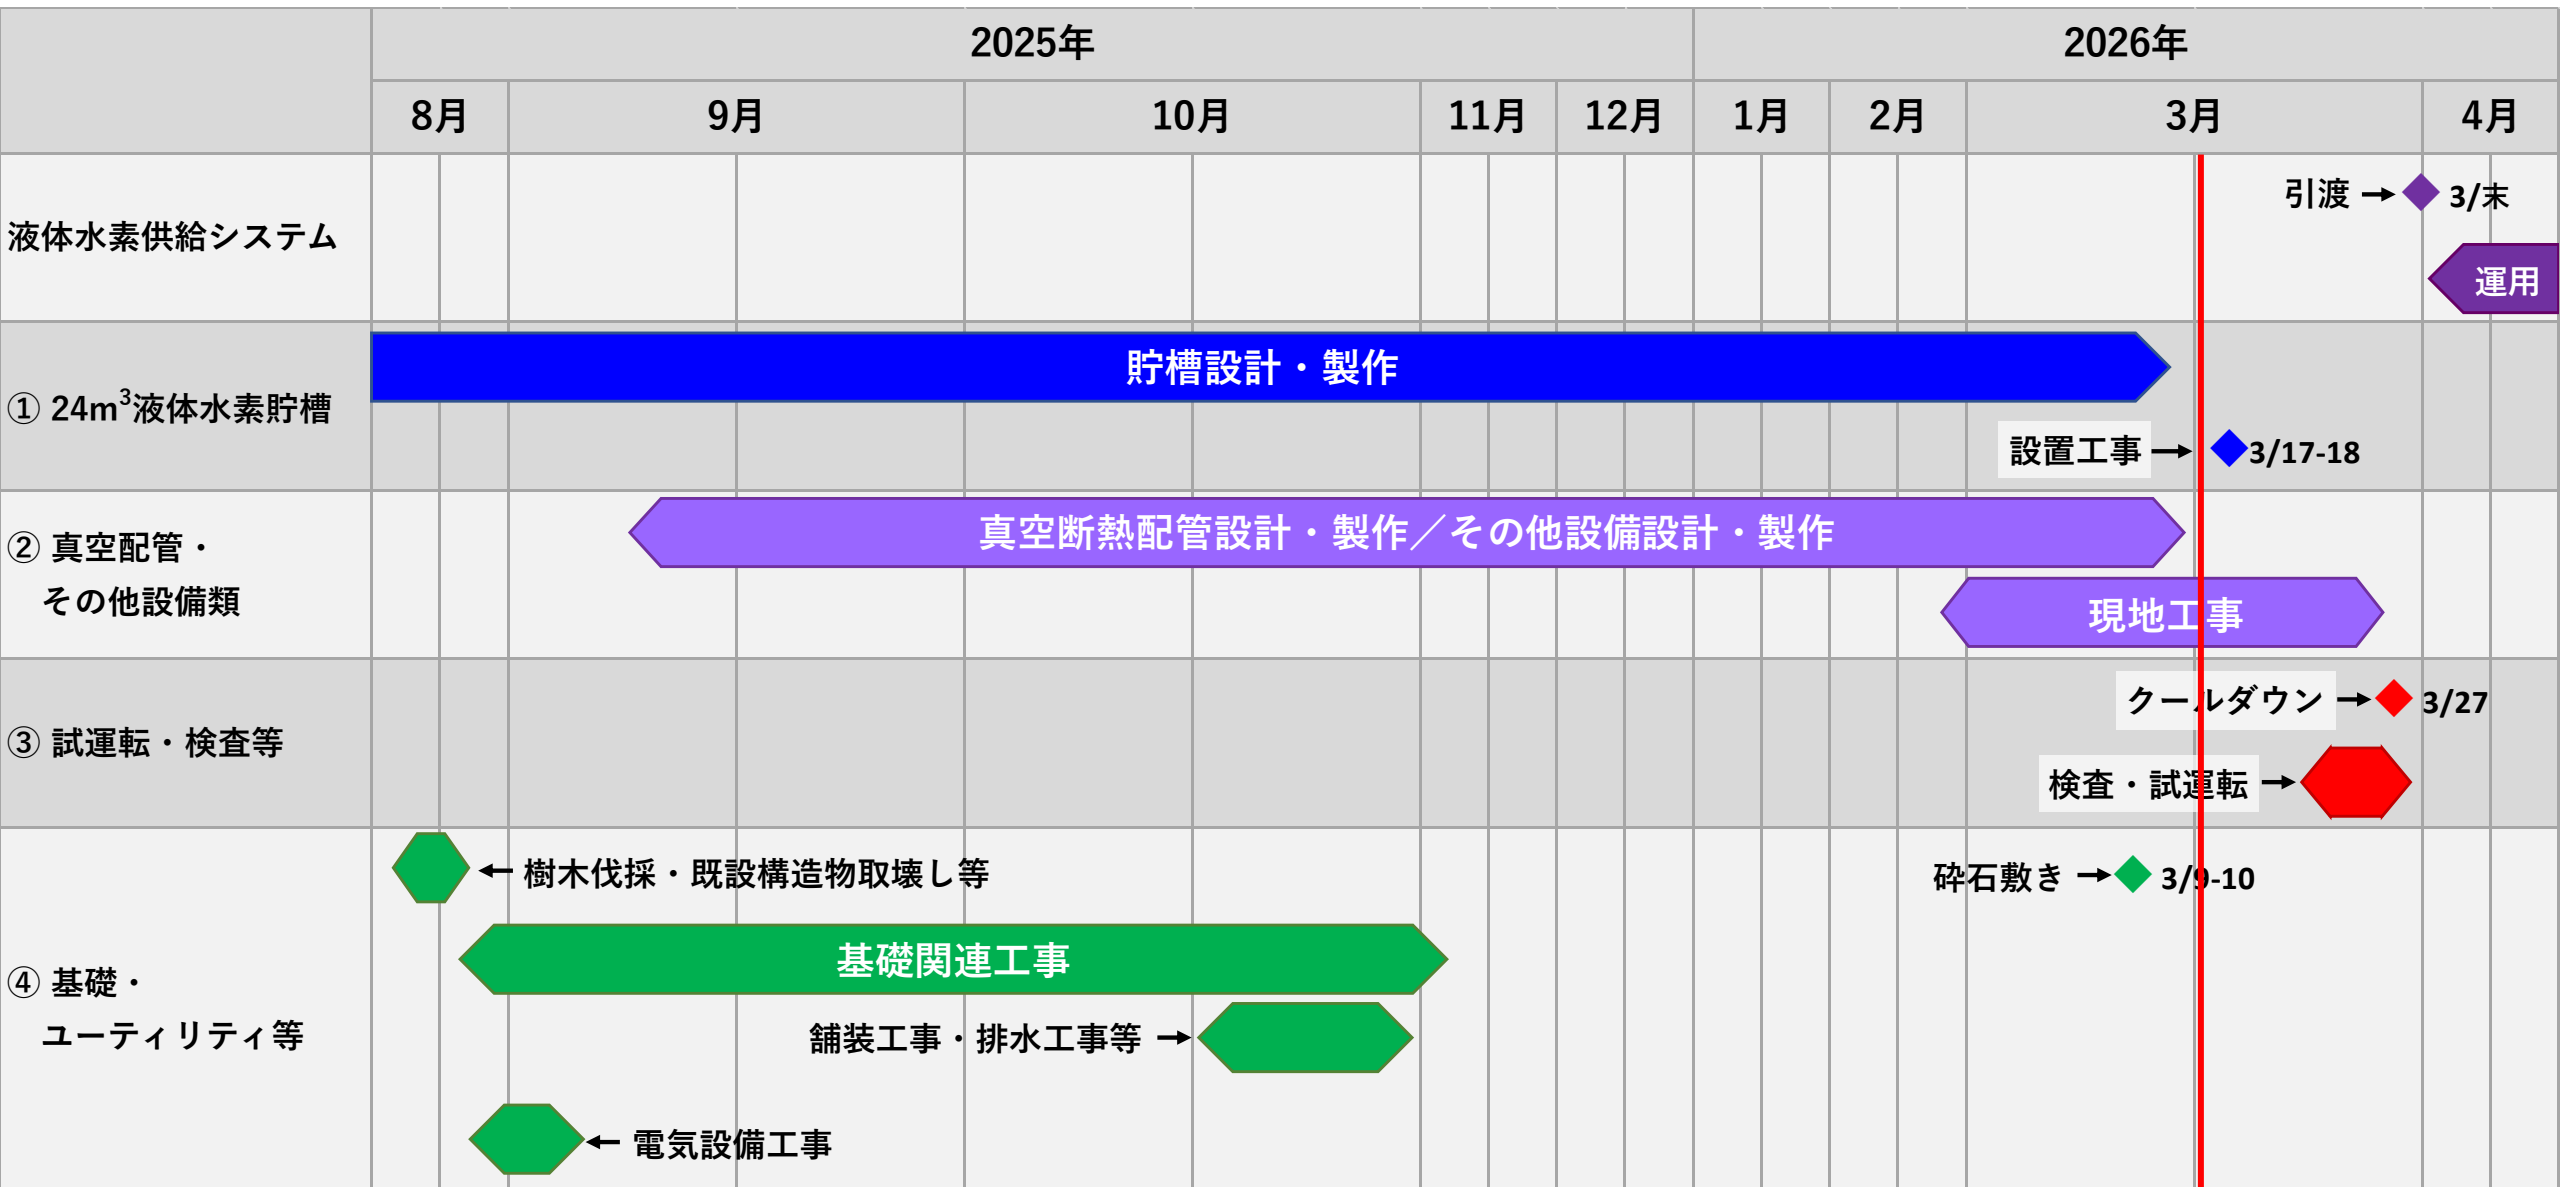 2025年
2026年
8月
9月
10月
11月
12月
1月
2月
3月
4月
液体水素供給システム
引渡
3/末
運用
① 24m³液体水素貯槽
貯槽設計・製作
設置工事
3/17-18
② 真空配管・
その他設備類
真空断熱配管設計・製作／その他設備設計・製作
現地工事
③ 試運転・検査等
クールダウン
3/27
検査・試運転
④ 基礎・
ユーティリティ等
樹木伐採・既設構造物取壊し等
砕石敷き
3/9-10
基礎関連工事
舗装工事・排水工事等
電気設備工事